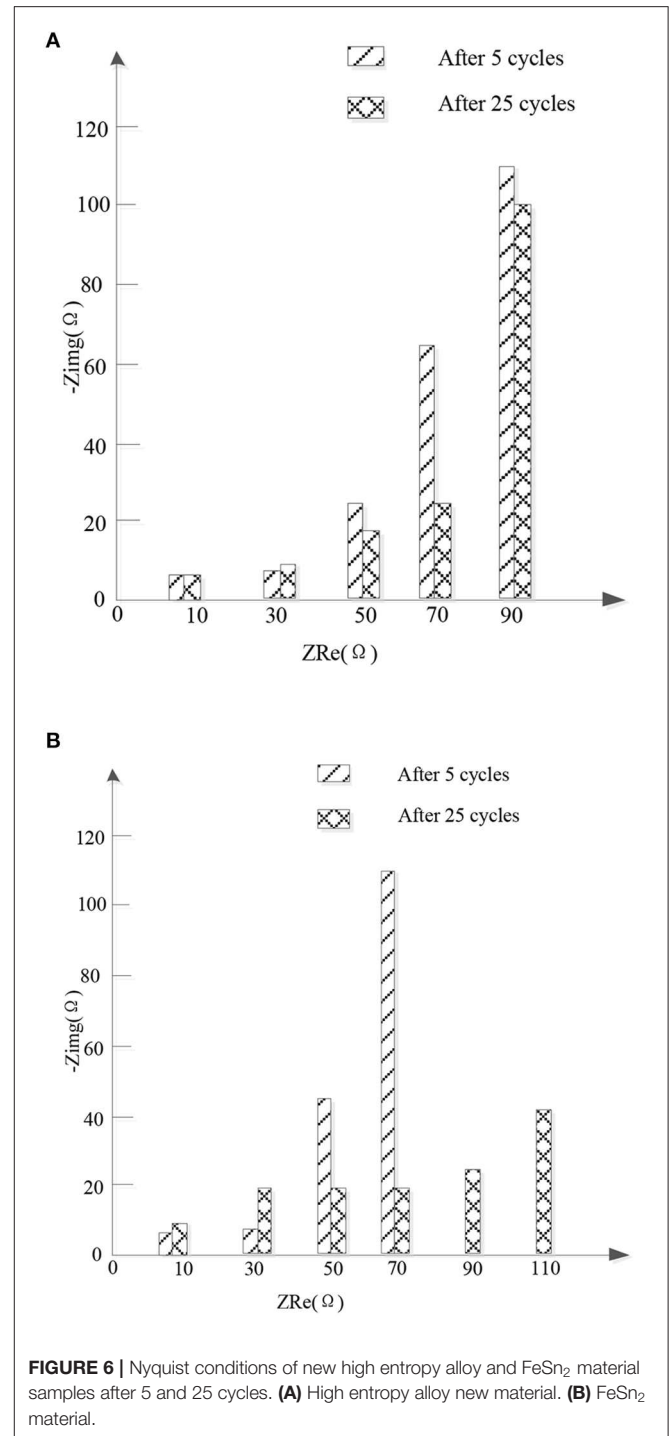 A
After 5 cycles
After 25 cycles
120
100
80
60
40
20
0
-Zimg(Ω)
0 10 30 50 70 90
ZRe(Ω)
B
After 5 cycles
After 25 cycles
120
100
80
60
40
20
0
-Zimg(Ω)
0 10 30 50 70 90 110
ZRe(Ω)
FIGURE 6 | Nyquist conditions of new high entropy alloy and FeSn₂ material
samples after 5 and 25 cycles. (A) High entropy alloy new material. (B) FeSn₂
material.